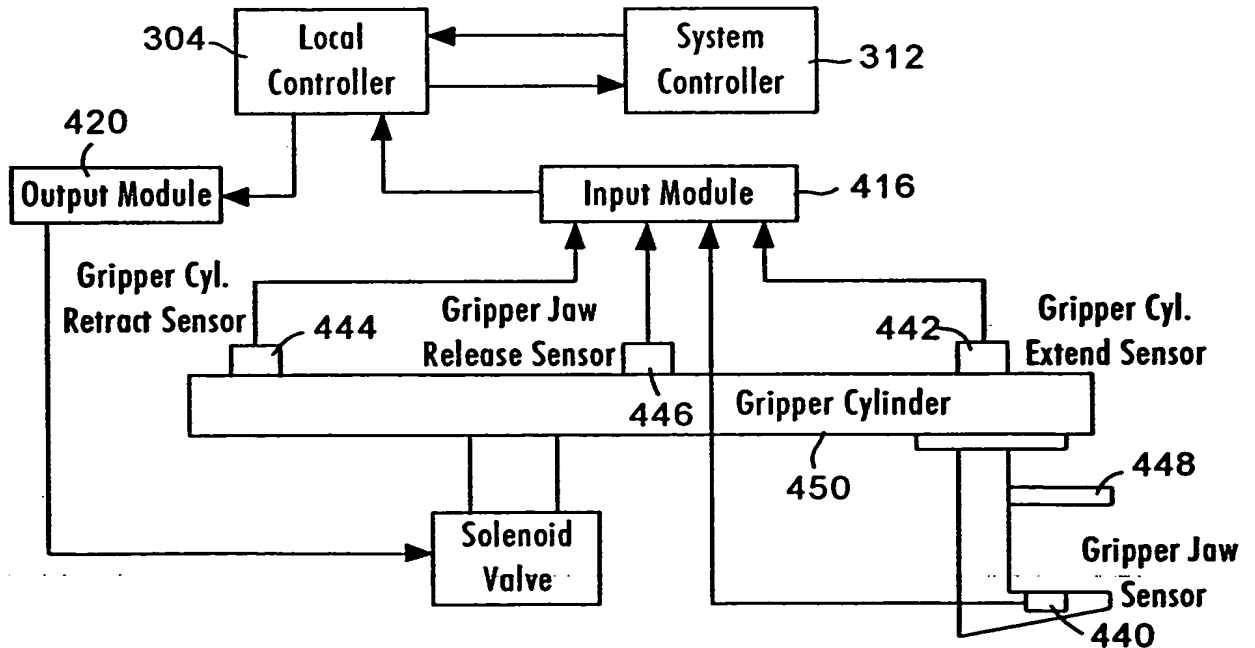 304
Local
Controller
System
Controller
312
420
Output Module
Input Module
416
Gripper Cyl.
Retract Sensor
444
Gripper Jaw
Release Sensor
446
442
Gripper Cyl.
Extend Sensor
Gripper Cylinder
450
448
Solenoid
Valve
Gripper Jaw
Sensor
440